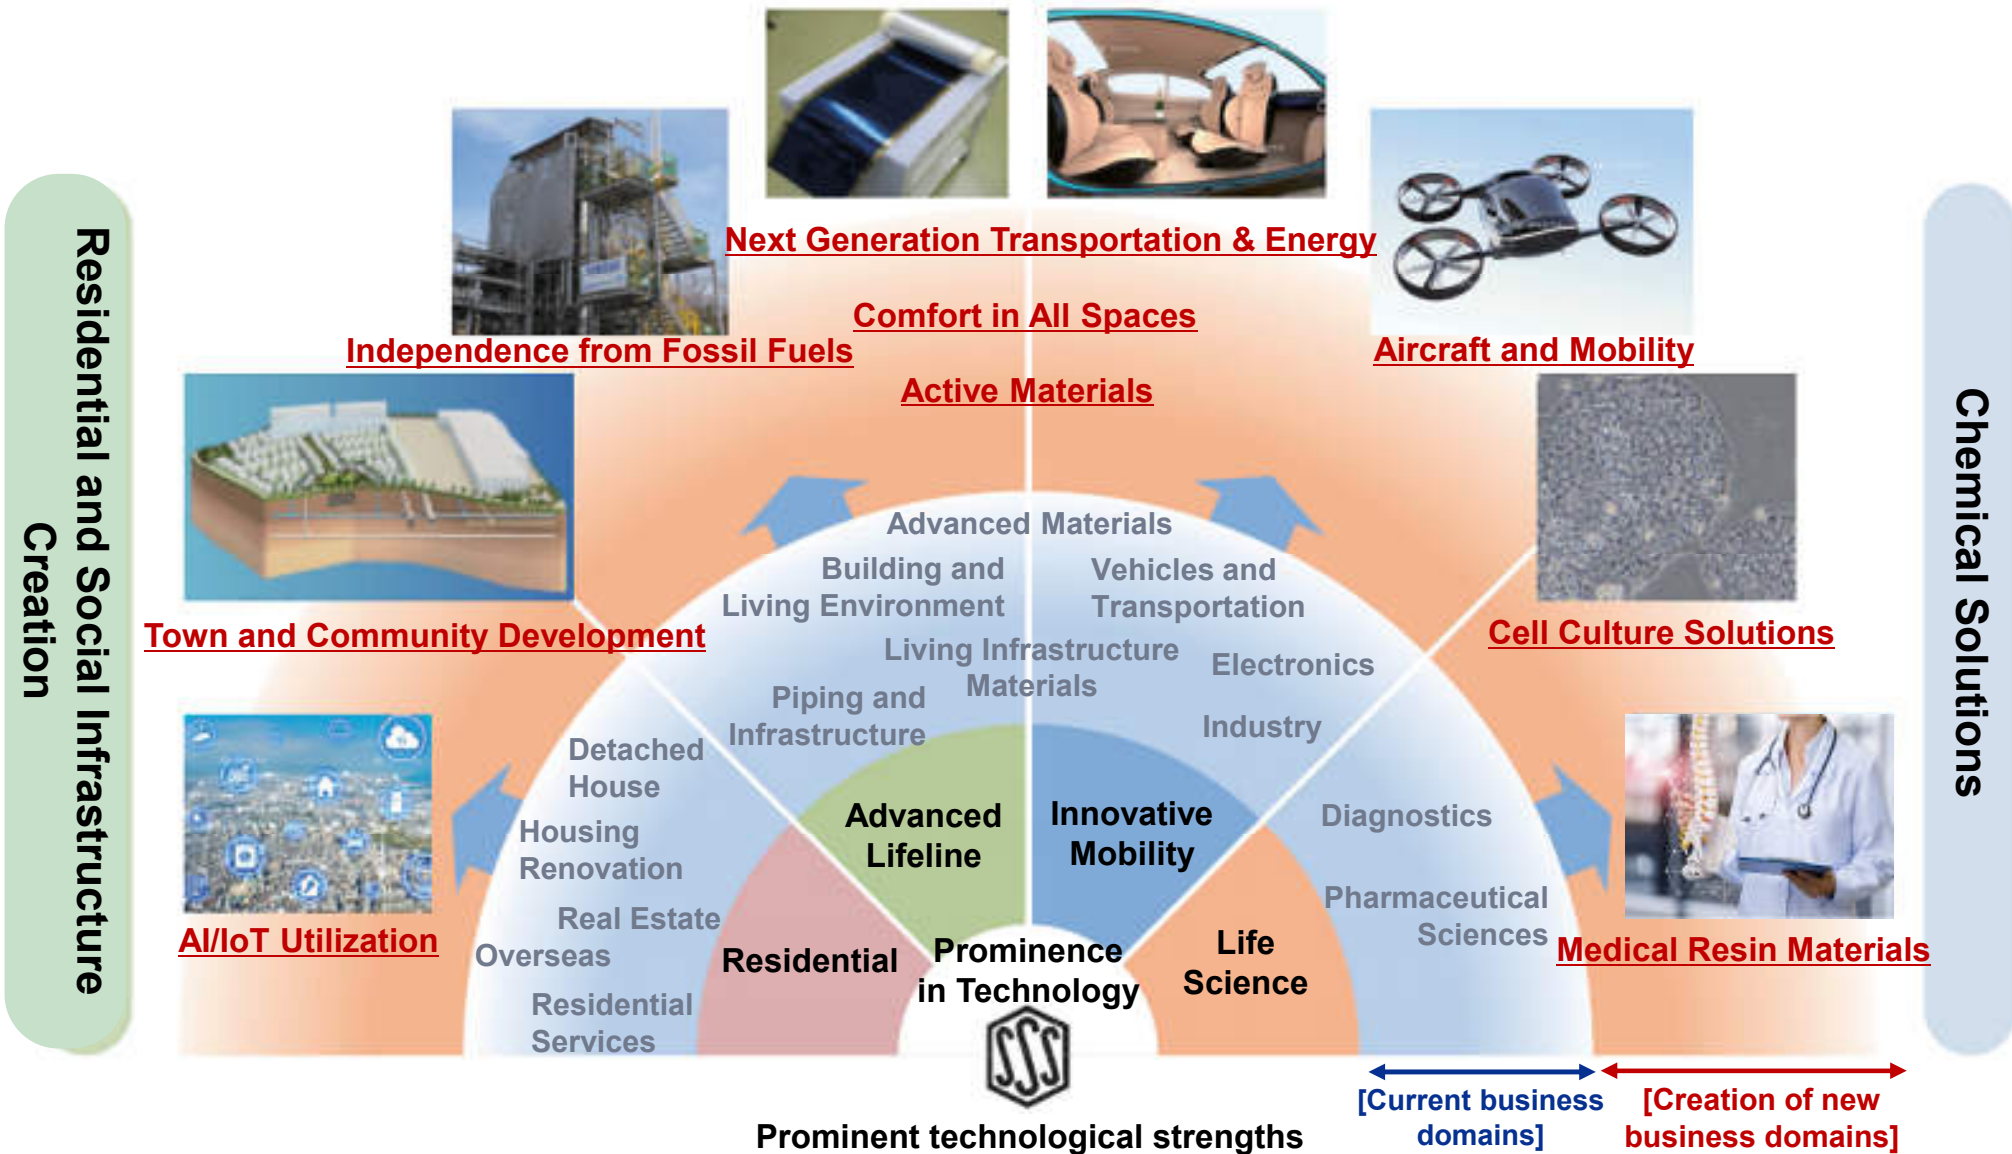 Residential and Social Infrastructure
Creation
Next Generation Transportation & Energy
Comfort in All Spaces
Independence from Fossil Fuels
Aircraft and Mobility
Active Materials
Town and Community Development
Cell Culture Solutions
AI/IoT Utilization
Medical Resin Materials
Advanced Materials
Building and
Living Environment
Vehicles and
Transportation
Living Infrastructure
Materials
Electronics
Piping and
Infrastructure
Industry
Detached
House
Housing
Renovation
Real Estate
Overseas
Residential
Services
Diagnostics
Pharmaceutical
Sciences
Advanced
Lifeline
Innovative
Mobility
Residential
Life
Science
Prominence
in Technology
SSS
Prominent technological strengths
[Current business
domains]
[Creation of new
business domains]
Chemical Solutions